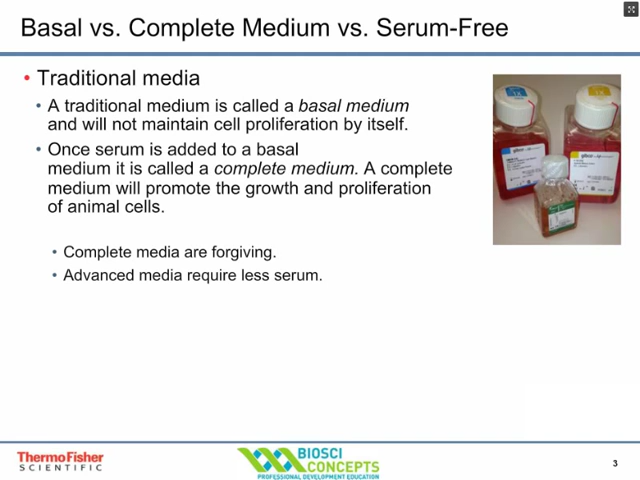 Basal vs. Complete Medium vs. Serum-Free
• Traditional media
• A traditional medium is called a basal medium
and will not maintain cell proliferation by itself.
• Once serum is added to a basal
medium it is called a complete medium. A complete
medium will promote the growth and proliferation
of animal cells.
• Complete media are forgiving.
• Advanced media require less serum.
ThermoFisher
SCIENTIFIC
BIOSCI
CONCEPTS
PROFESSIONAL DEVELOPMENT EDUCATION
3